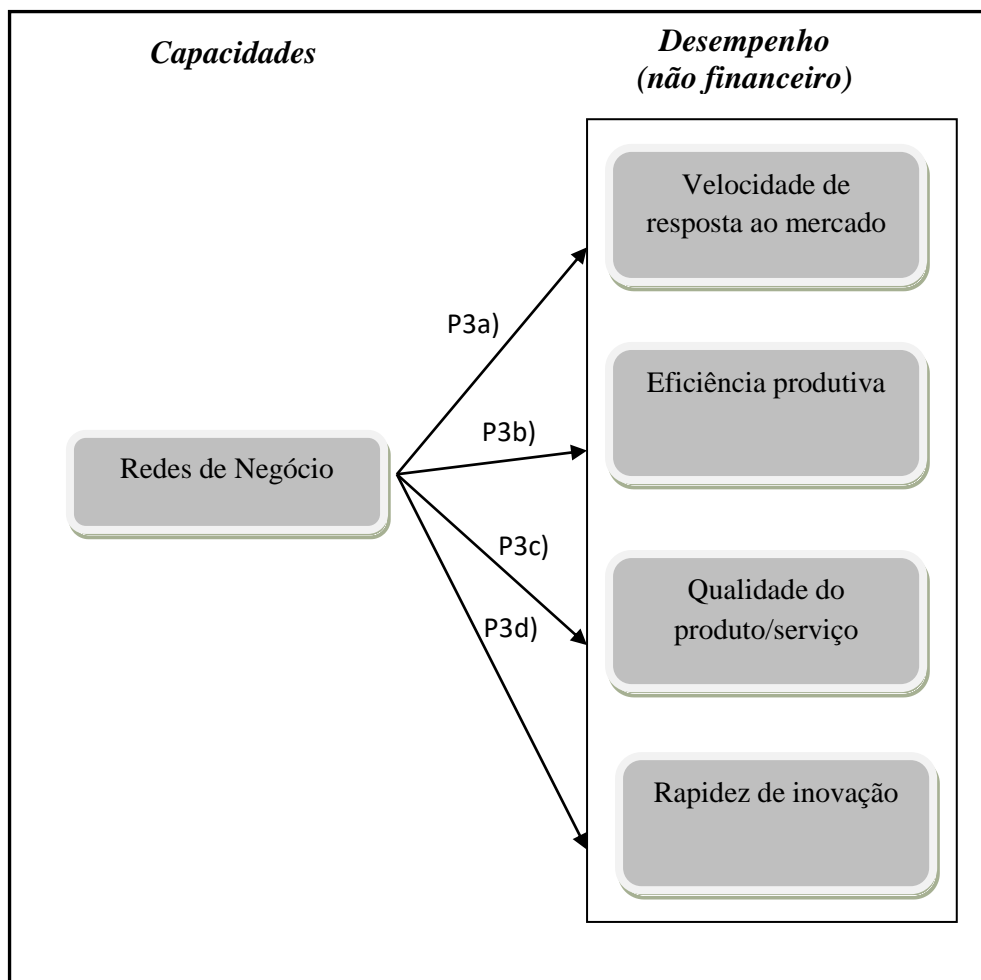 Capacidades
Desempenho
(não financeiro)
Velocidade de
resposta ao mercado
P3a)
Eficiência produtiva
P3b)
Redes de Negócio
P3c)
Qualidade do
produto/serviço
P3d)
Rapidez de inovação